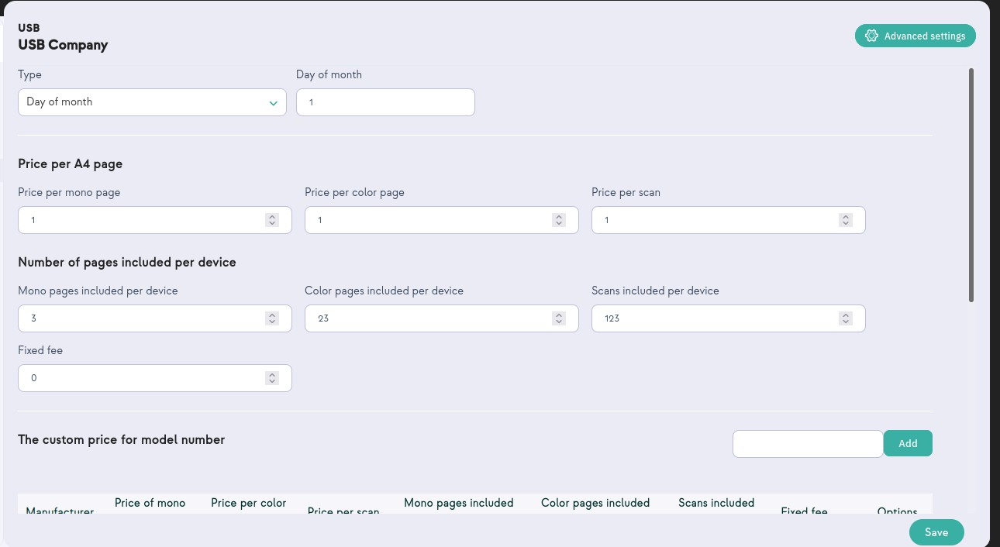 USB
USB Company
Advanced settings
Type
Day of month
Day of month
1
Price per A4 page
Price per mono page
Price per color page
Price per scan
1
1
1
Number of pages included per device
Mono pages included per device
Color pages included per device
Scans included per device
3
23
123
Fixed fee
0
The custom price for model number
Add
Manufacturer
Price of mono
Price per color
Price per scan
Mono pages included
Color pages included
Scans included
Fixed fee
Options
Save